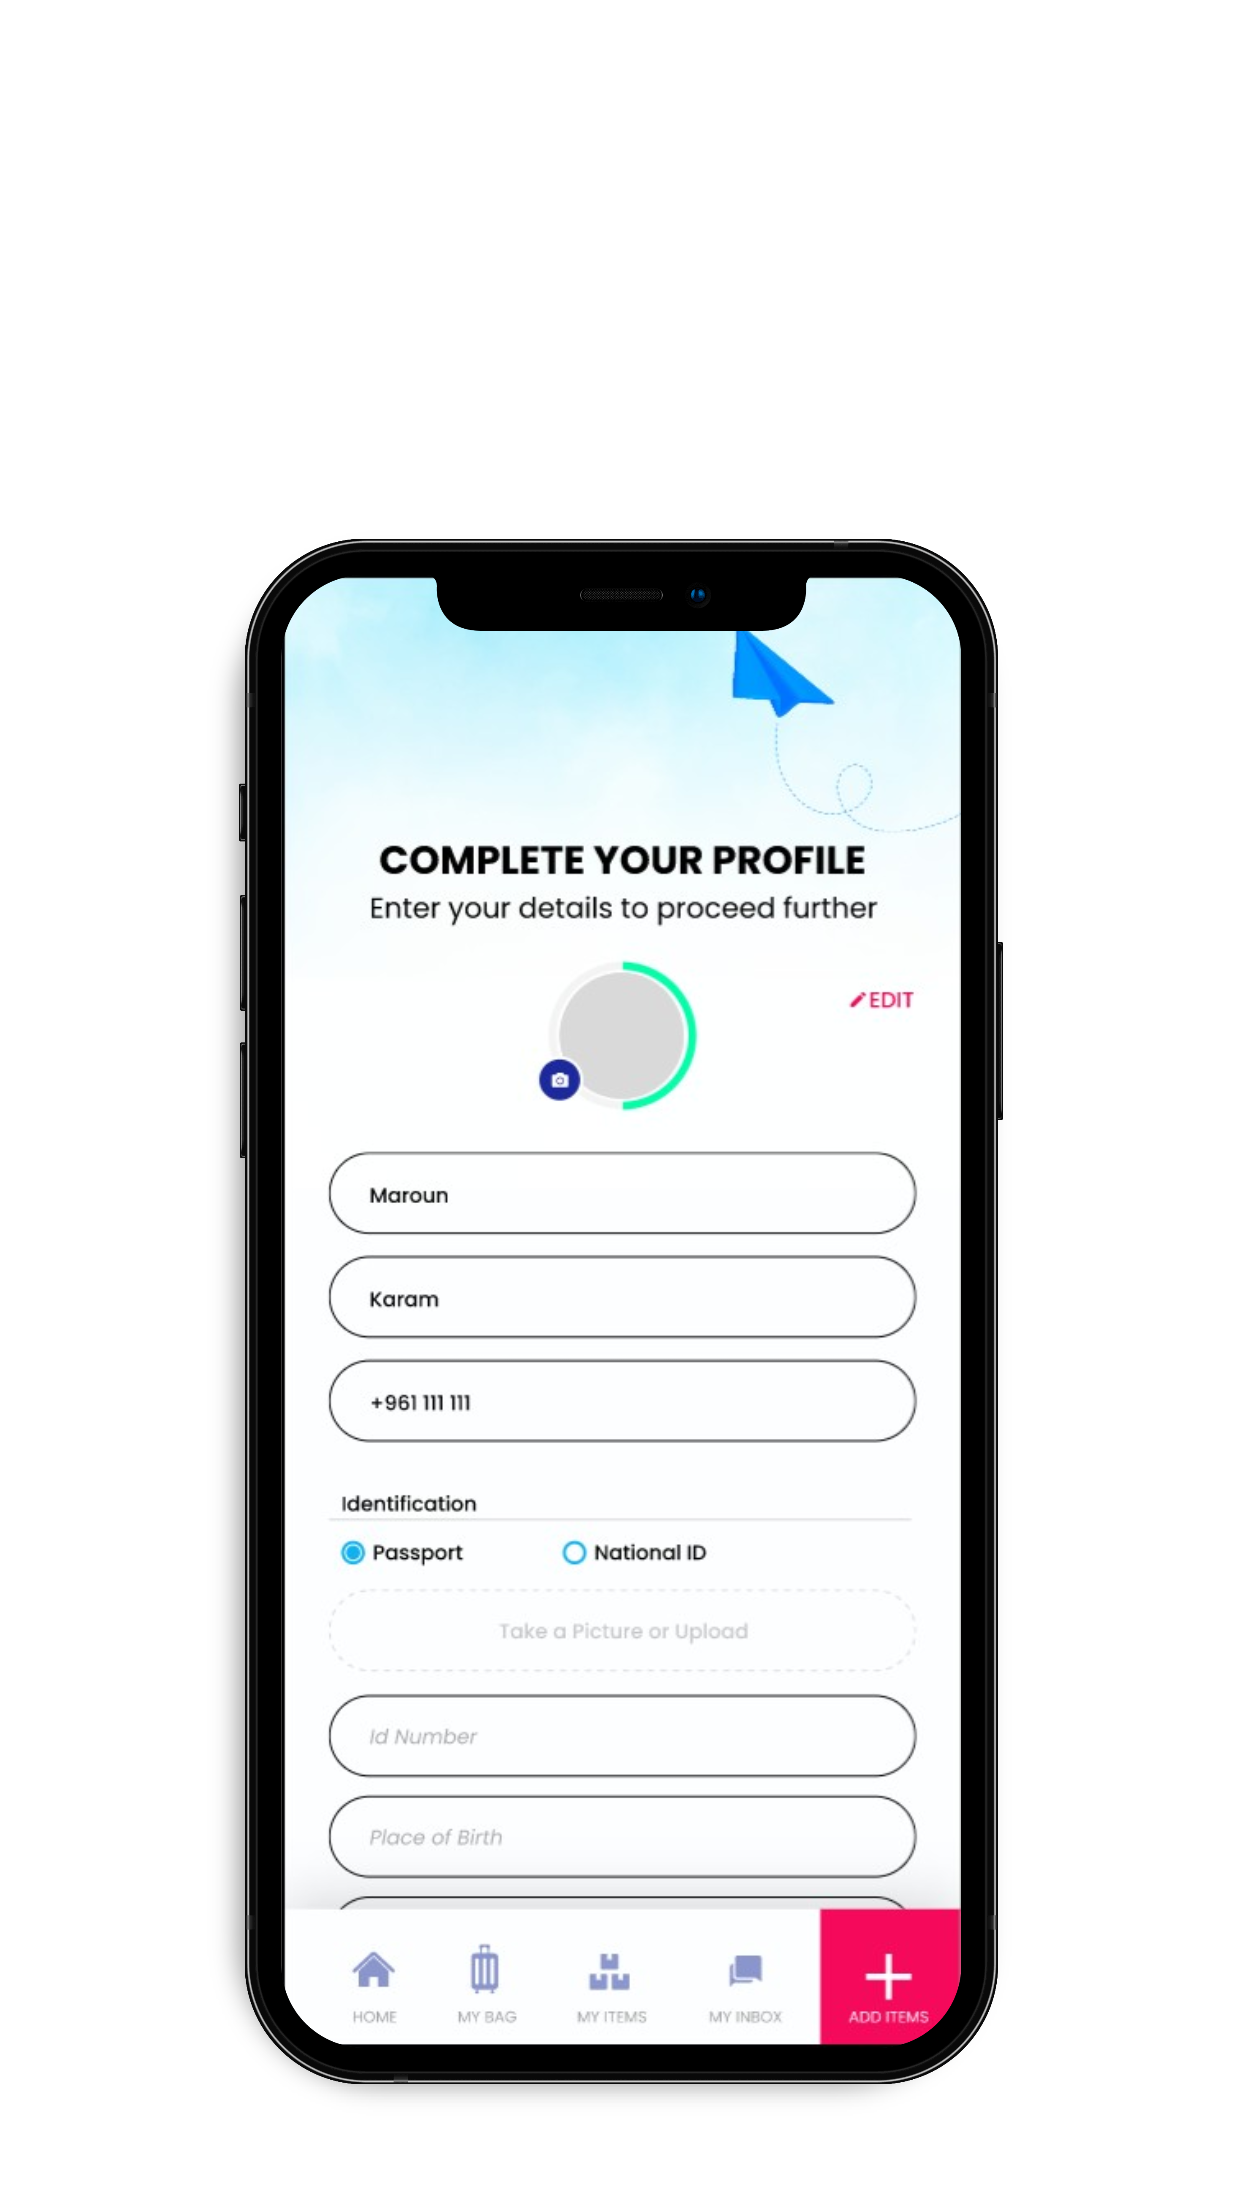 COMPLETE YOUR PROFILE
Enter your details to proceed further
EDIT
Maroun
Karam
+961 111 111
Identification
Passport National ID
Take a Picture or Upload
Id Number
Place of Birth
HOME MY BAG MY ITEMS MY INBOX ADD ITEMS